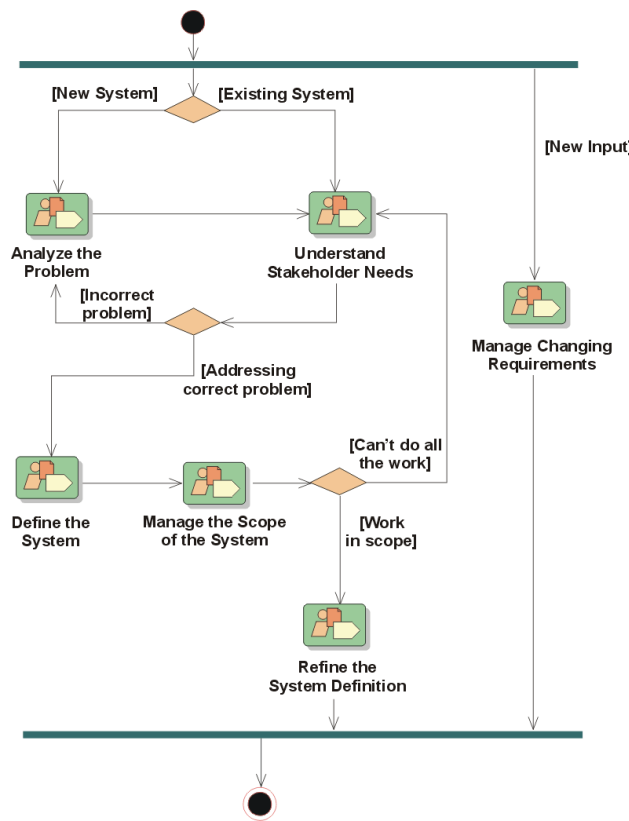 [New System]
[Existing System]
[New Input]
Analyze the
Problem
Understand
Stakeholder Needs
[Incorrect
problem]
Manage Changing
Requirements
[Addressing
correct problem]
[Can't do all
the work]
Define the
System
Manage the Scope
of the System
[Work
in scope]
Refine the
System Definition